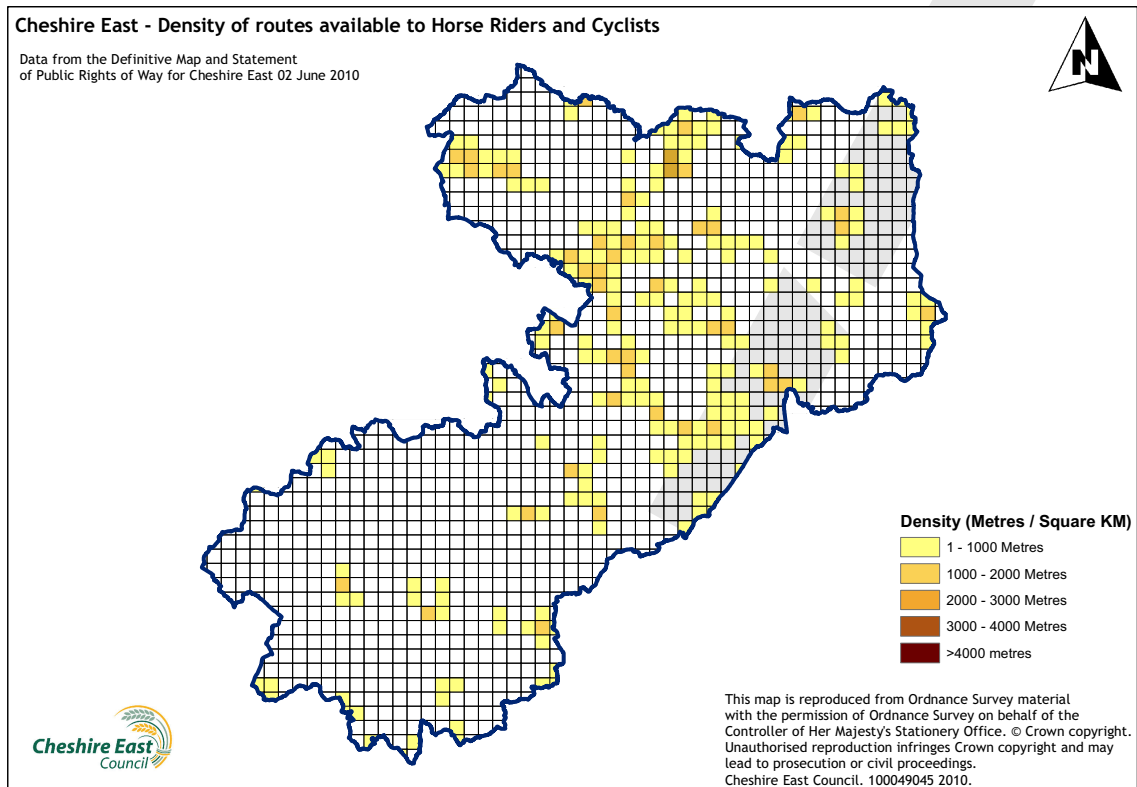 Cheshire East - Density of routes available to Horse Riders and Cyclists
Data from the Definitive Map and Statement
of Public Rights of Way for Cheshire East 02 June 2010
N
Density (Metres / Square KM)
1 - 1000 Metres
1000 - 2000 Metres
2000 - 3000 Metres
3000 - 4000 Metres
>4000 metres
This map is reproduced from Ordnance Survey material
with the permission of Ordnance Survey on behalf of the
Controller of Her Majesty's Stationery Office. © Crown copyright.
Unauthorised reproduction infringes Crown copyright and may
lead to prosecution or civil proceedings.
Cheshire East Council. 100049045 2010.
Cheshire East
Council